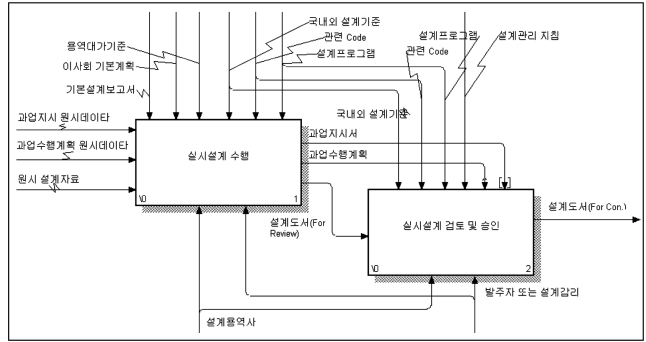 국내외 설계기준
관련 Code
설계프로그램
용역대가기준
이사회 기본계획
기본설계보고서
설계프로그램
설계관리 지침
관련 Code
국내외 설계기준
과업지시 원시데이타
과업수행계획 원시데이타
원시 설계자료
실시설계 수행
\0
1
과업지시서
과업수행계획
설계도서(For
Review)
실시설계 검토 및 승인
\0
2
설계도서(For Con.)
발주자 또는 설계감리
설계용역사